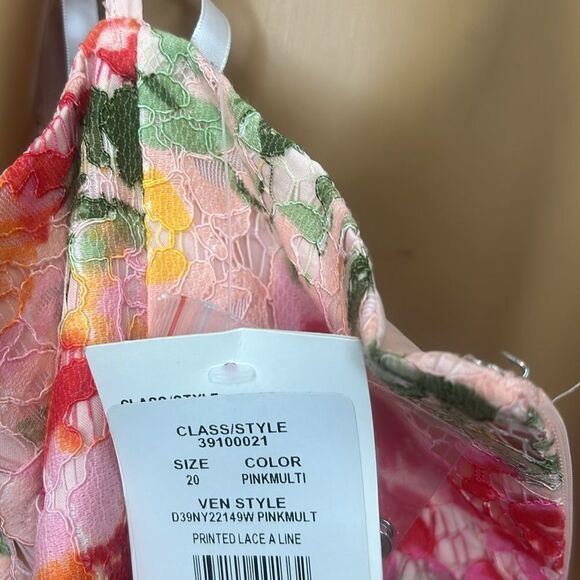 CLASS/STYLE
CLASS/STYLE
39100021
SIZE COLOR
20 PINKMULTI
VEN STYLE
D39NY22149W PINKMULT
PRINTED LACE A LINE